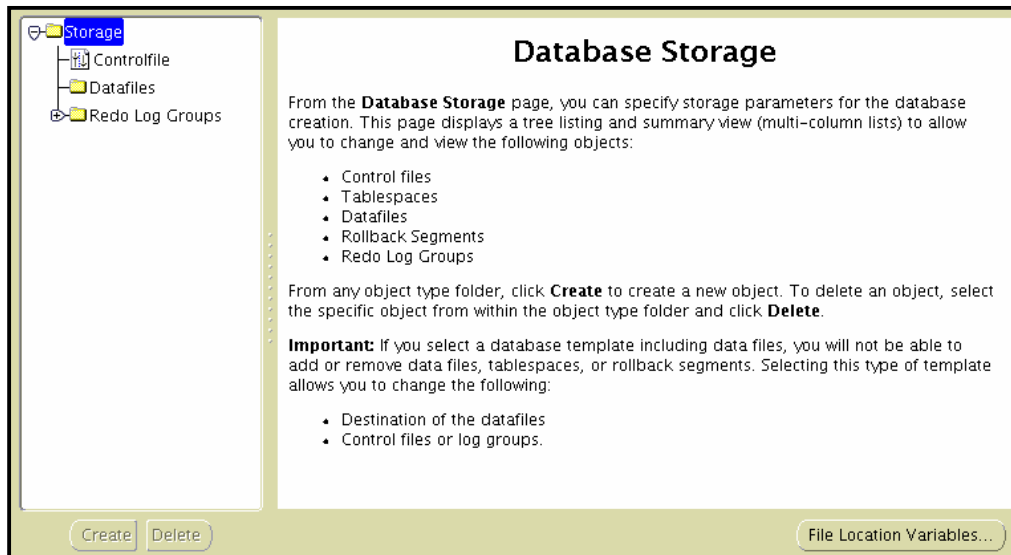 Storage
Controlfile
Datafiles
Redo Log Groups
Database Storage
From the Database Storage page, you can specify storage parameters for the database
creation. This page displays a tree listing and summary view (multi-column lists) to allow
you to change and view the following objects:
• Control files
• Tablespaces
• Datafiles
• Rollback Segments
• Redo Log Groups
From any object type folder, click Create to create a new object. To delete an object, select
the specific object from within the object type folder and click Delete.
Important: If you select a database template including data files, you will not be able to
add or remove data files, tablespaces, or rollback segments. Selecting this type of template
allows you to change the following:
• Destination of the datafiles
• Control files or log groups.
Create Delete
File Location Variables...